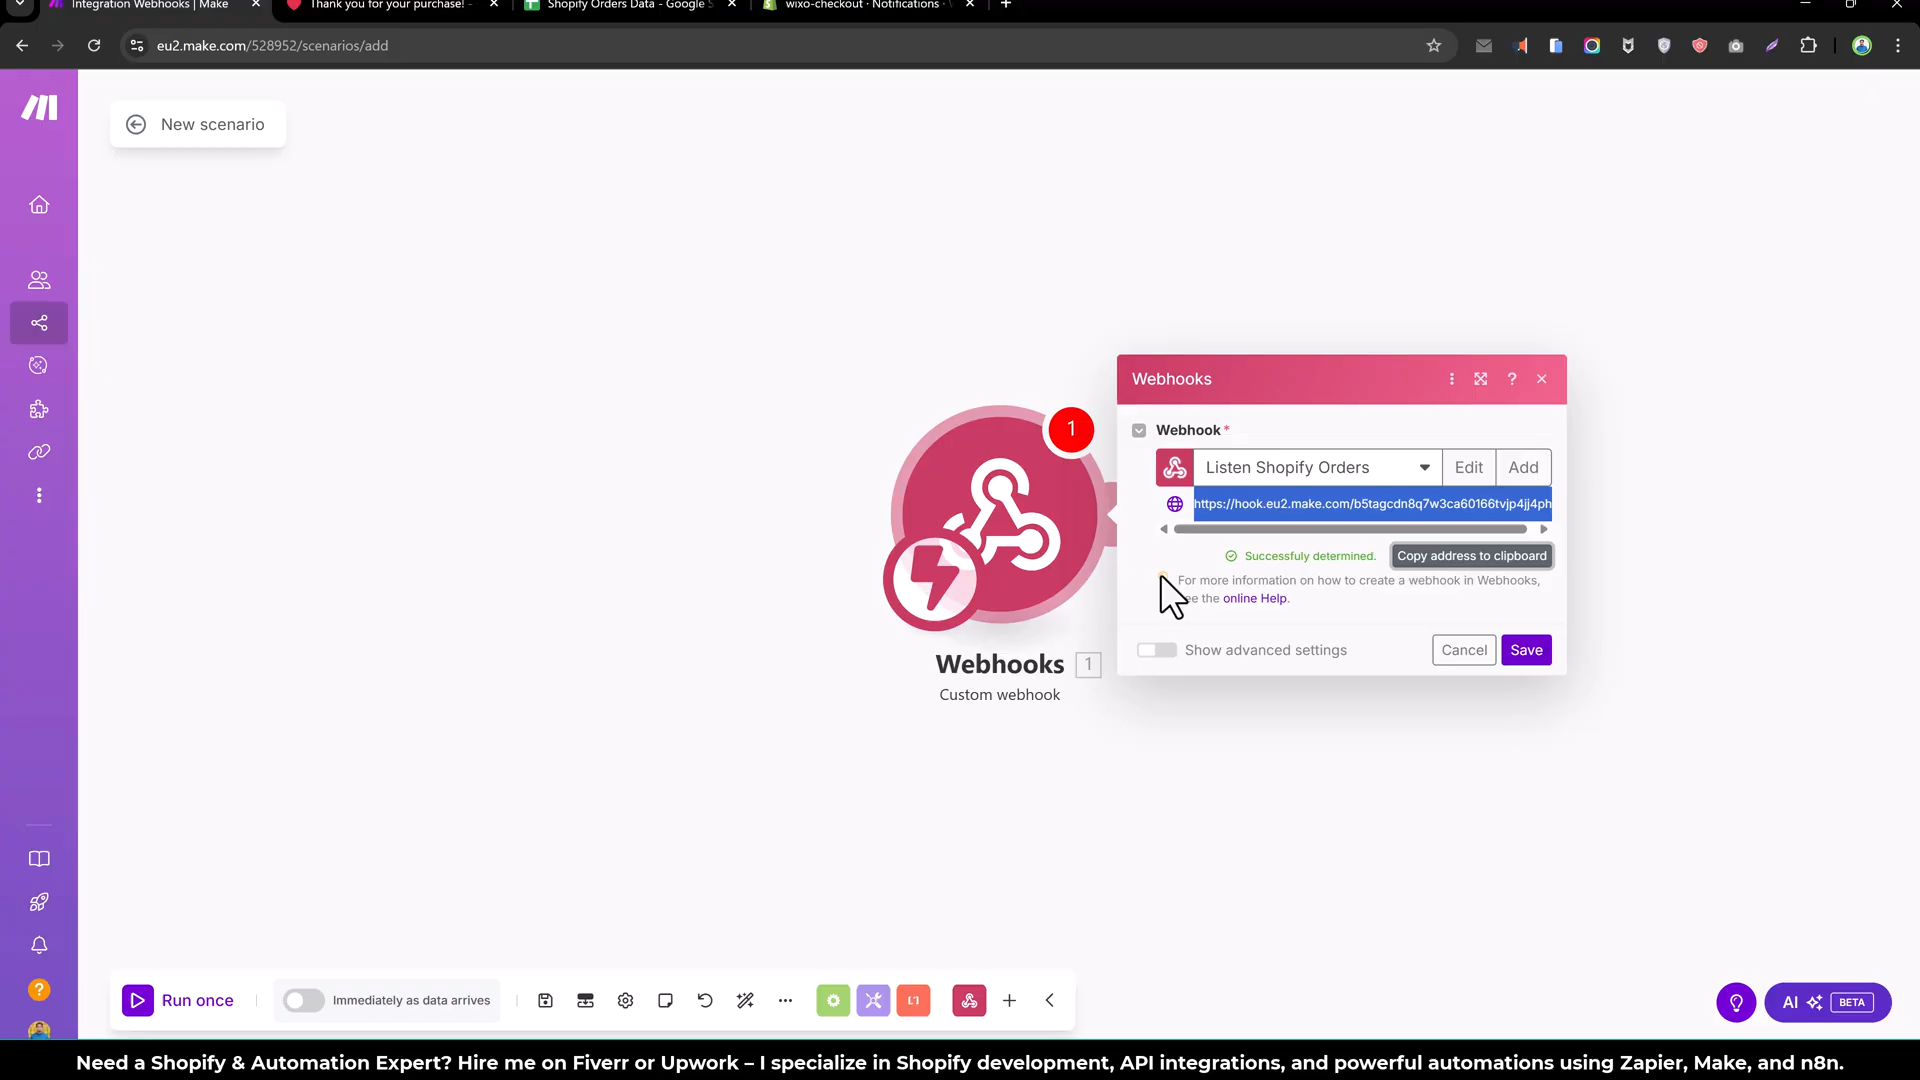 Integration Webhooks | Make
Thank you for your purchase! -
Shopify Orders Data - Google S
wixo-checkout · Notifications ·
eu2.make.com/528952/scenarios/add
New scenario
Webhooks
Webhook *
1
Listen Shopify Orders
Edit
Add
https://hook.eu2.make.com/b5tagcdn8q7w3ca60166tvjp4jj4ph
Successfuly determined.
Copy address to clipboard
For more information on how to create a webhook in Webhooks,
ee the online Help.
Show advanced settings
Cancel
Save
Webhooks 1
Custom webhook
Run once
Immediately as data arrives
AI
BETA
Need a Shopify & Automation Expert? Hire me on Fiverr or Upwork – I specialize in Shopify development, API integrations, and powerful automations using Zapier, Make, and n8n.